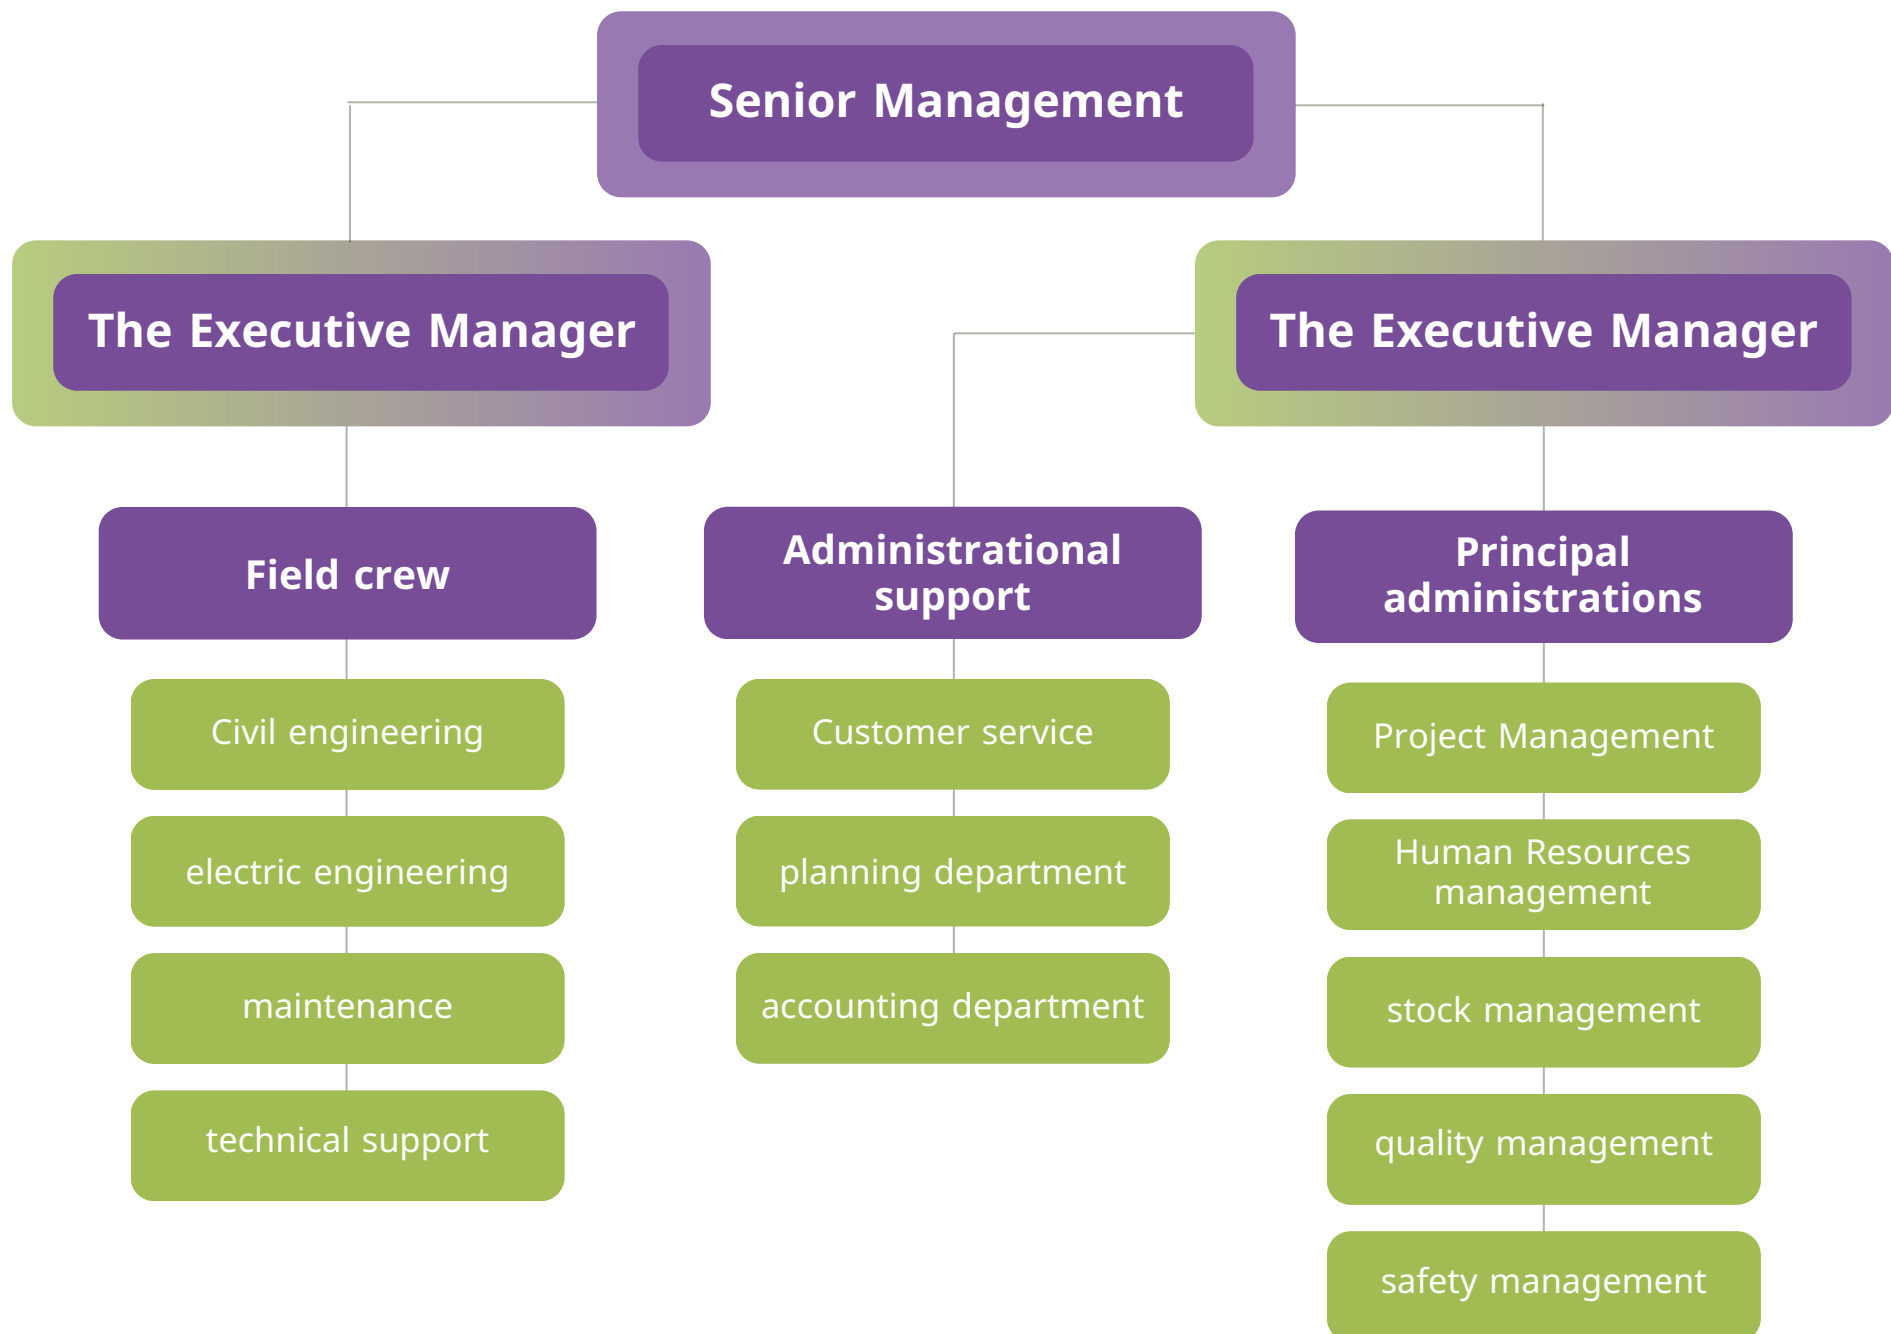 Senior Management
The Executive Manager
The Executive Manager
Field crew
Civil engineering
electric engineering
maintenance
technical support
Administrational
support
Customer service
planning department
accounting department
Principal
administrations
Project Management
Human Resources
management
stock management
quality management
safety management